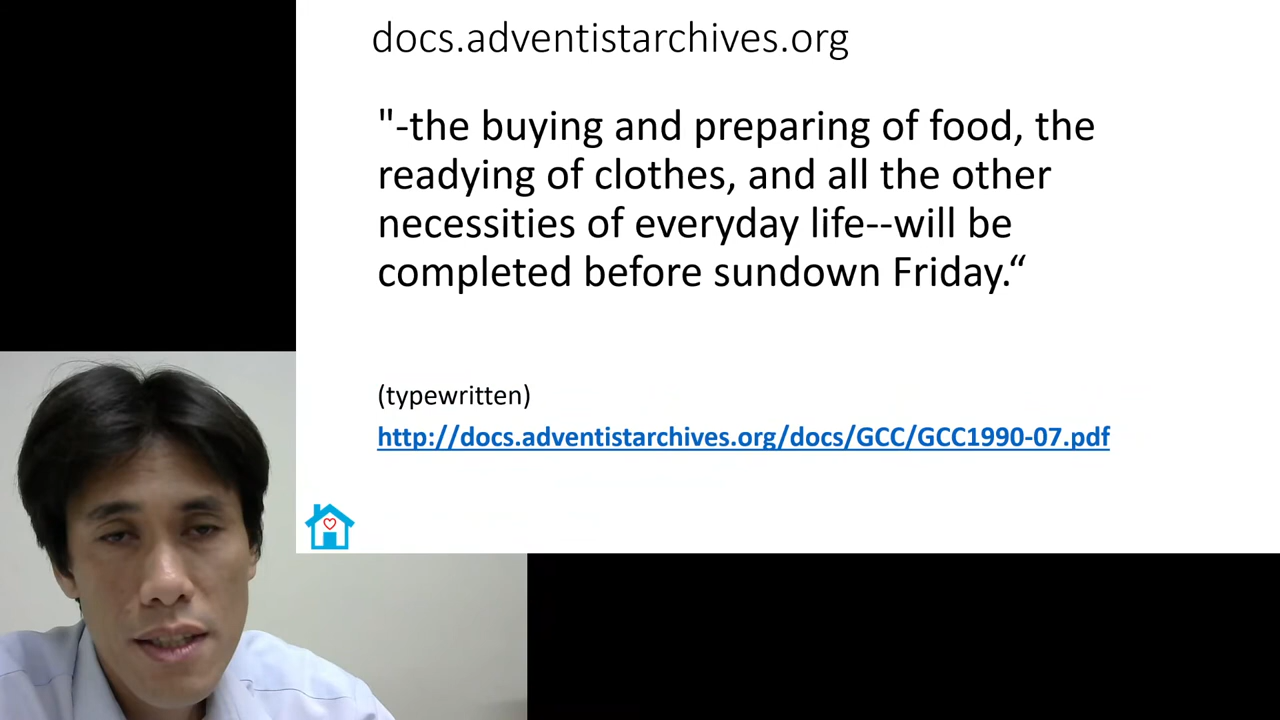 docs.adventistarchives.org
"-the buying and preparing of food, the
readying of clothes, and all the other
necessities of everyday life--will be
completed before sundown Friday.“
(typewritten)
http://docs.adventistarchives.org/docs/GCC/GCC1990-07.pdf